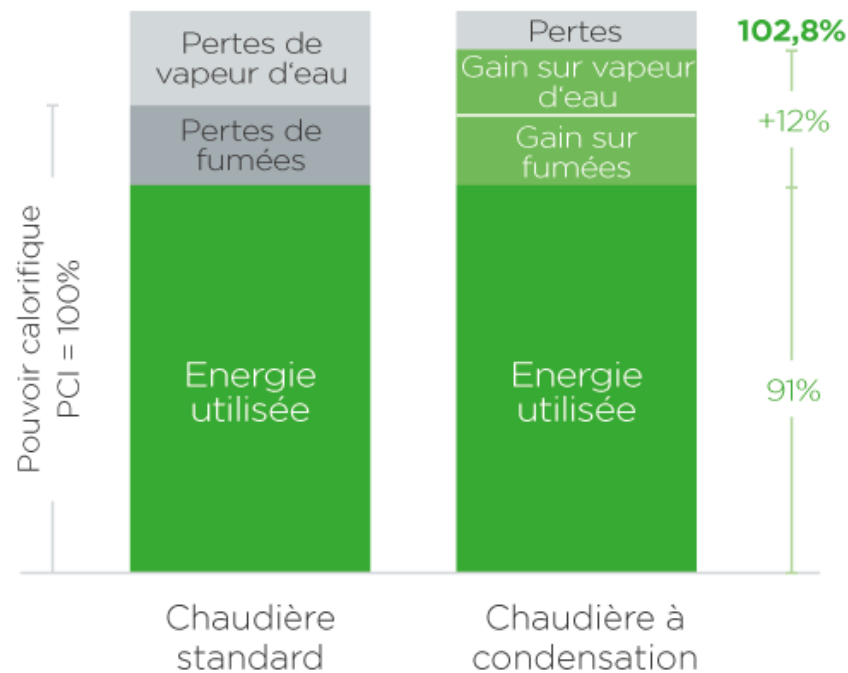 Pouvoir calorifique
PCI = 100%
Pertes de
vapeur d'eau
Pertes de
fumées
Energie
utilisée
Chaudière
standard
Pertes
Gain sur vapeur
d'eau
Gain sur
fumées
Energie
utilisée
Chaudière à
condensation
102,8%
+12%
91%